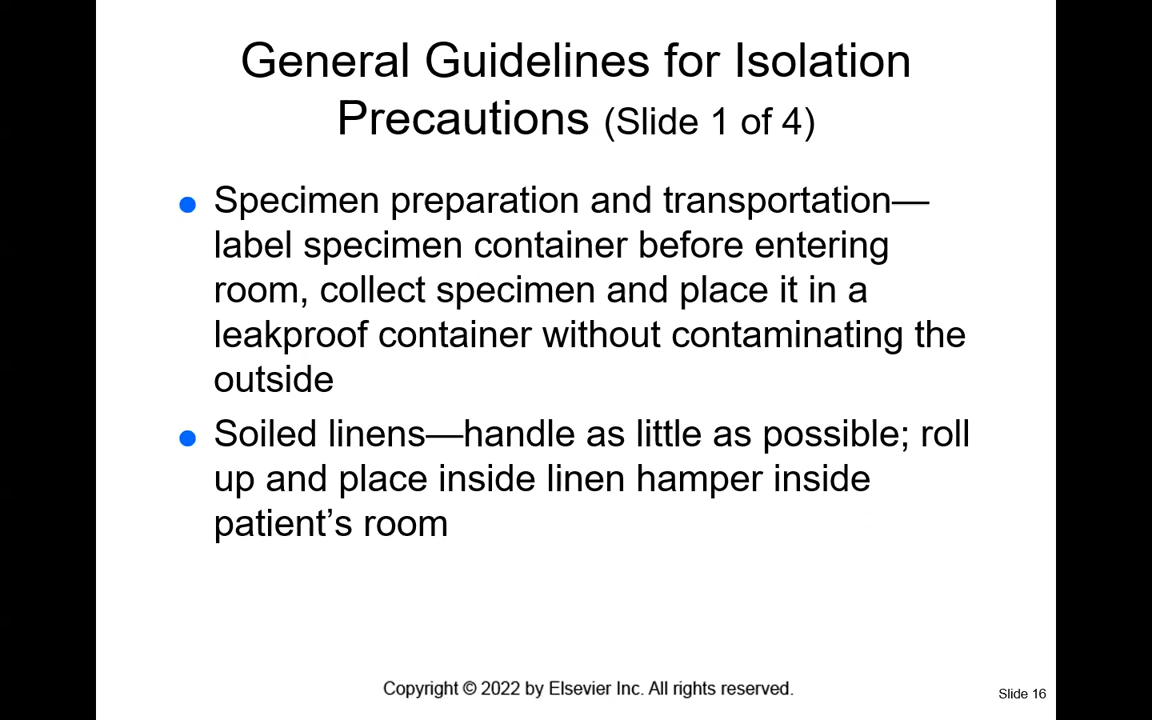 General Guidelines for Isolation
Precautions (Slide 1 of 4)
● Specimen preparation and transportation—
label specimen container before entering
room, collect specimen and place it in a
leakproof container without contaminating the
outside
● Soiled linens—handle as little as possible; roll
up and place inside linen hamper inside
patient’s room
Copyright © 2022 by Elsevier Inc. All rights reserved.
Slide 16